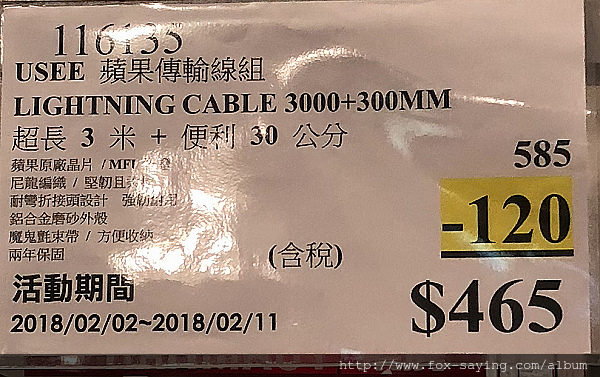 116135
USEE 蘋果傳輸線組
LIGHTNING CABLE 3000+300MM
超長 3 米 + 便利 30 公分
蘋果原廠晶片 / MFI
尼龍編織 / 堅韌且
耐彎折接頭設計 強韌耐用
鋁合金磨砂外殼
魔鬼氈束帶 / 方便收納
兩年保固
585
-120
(含稅)
$465
活動期間
2018/02/02~2018/02/11
http://www.fox-saying.com/album